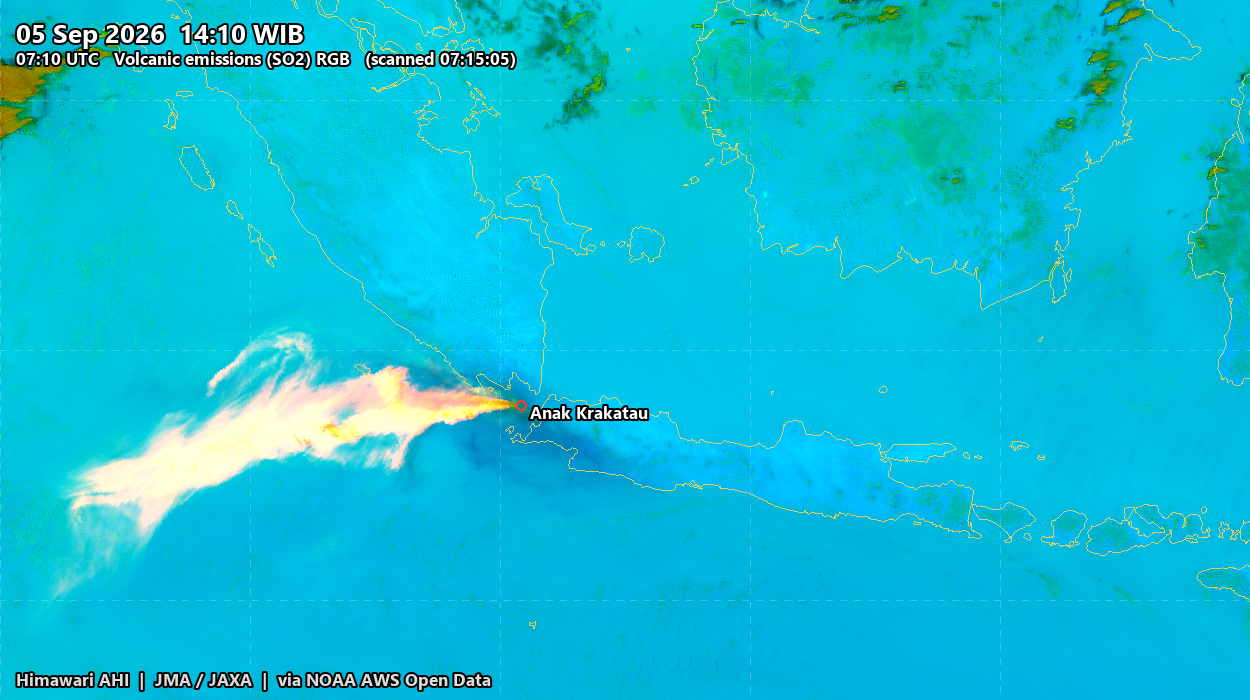 05 Sep 2026  14:10 WIB
07:10 UTC   Volcanic emissions (SO2) RGB   (scanned 07:15:05)
Anak Krakatau
Himawari AHI  |  JMA / JAXA  |  via NOAA AWS Open Data